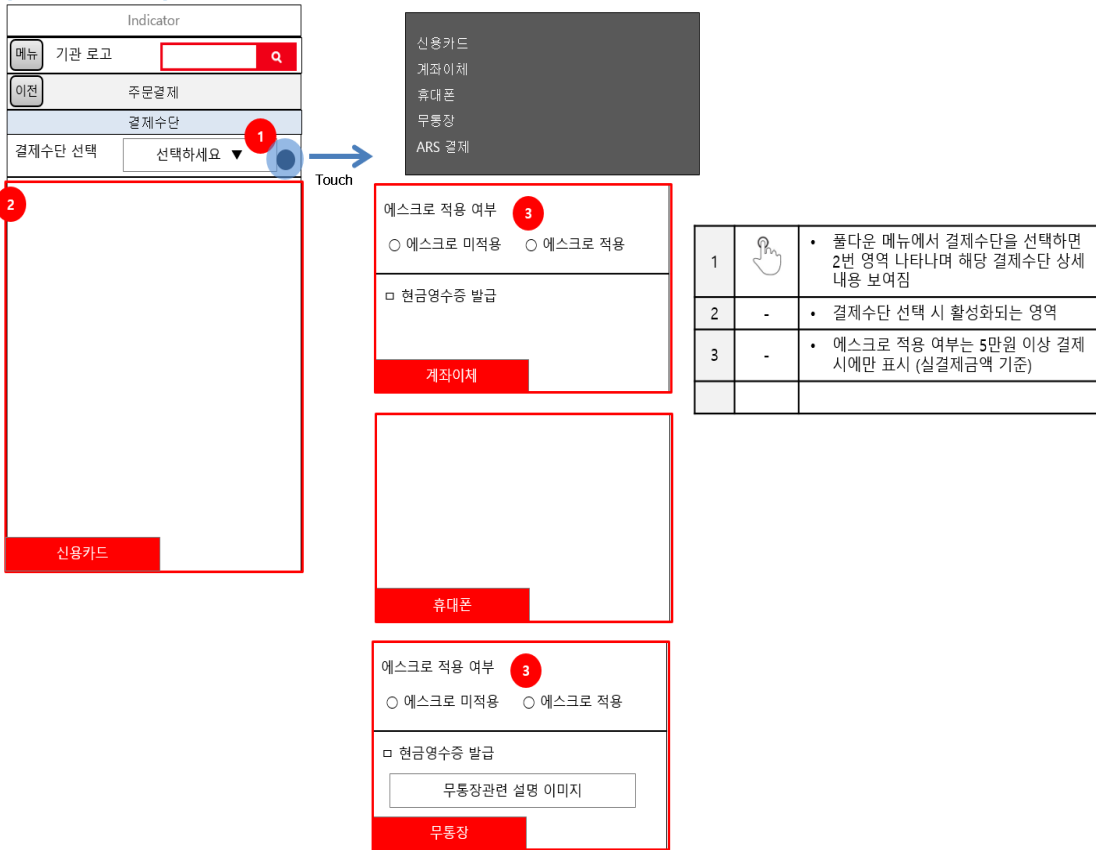 Indicator
메뉴
기관 로고
이전
주문결제
결제수단
1
결제수단 선택
선택하세요 ▼
Touch
2
신용카드
신용카드
계좌이체
휴대폰
무통장
ARS 결제
에스크로 적용 여부
3
○ 에스크로 미적용 ○ 에스크로 적용
□ 현금영수증 발급
계좌이체
휴대폰
에스크로 적용 여부
3
○ 에스크로 미적용 ○ 에스크로 적용
□ 현금영수증 발급
무통장관련 설명 이미지
무통장
1
• 풀다운 메뉴에서 결제수단을 선택하면
2번 영역 나타나며 해당 결제수단 상세
내용 보여짐
2 - • 결제수단 선택 시 활성화되는 영역
3 - • 에스크로 적용 여부는 5만원 이상 결제
시에만 표시 (실결제금액 기준)